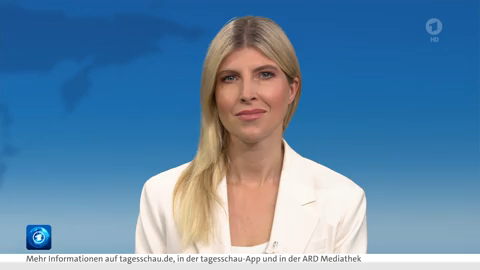 HD
Mehr Informationen auf tagesschau.de, in der tagesschau-App und in der ARD Mediathek